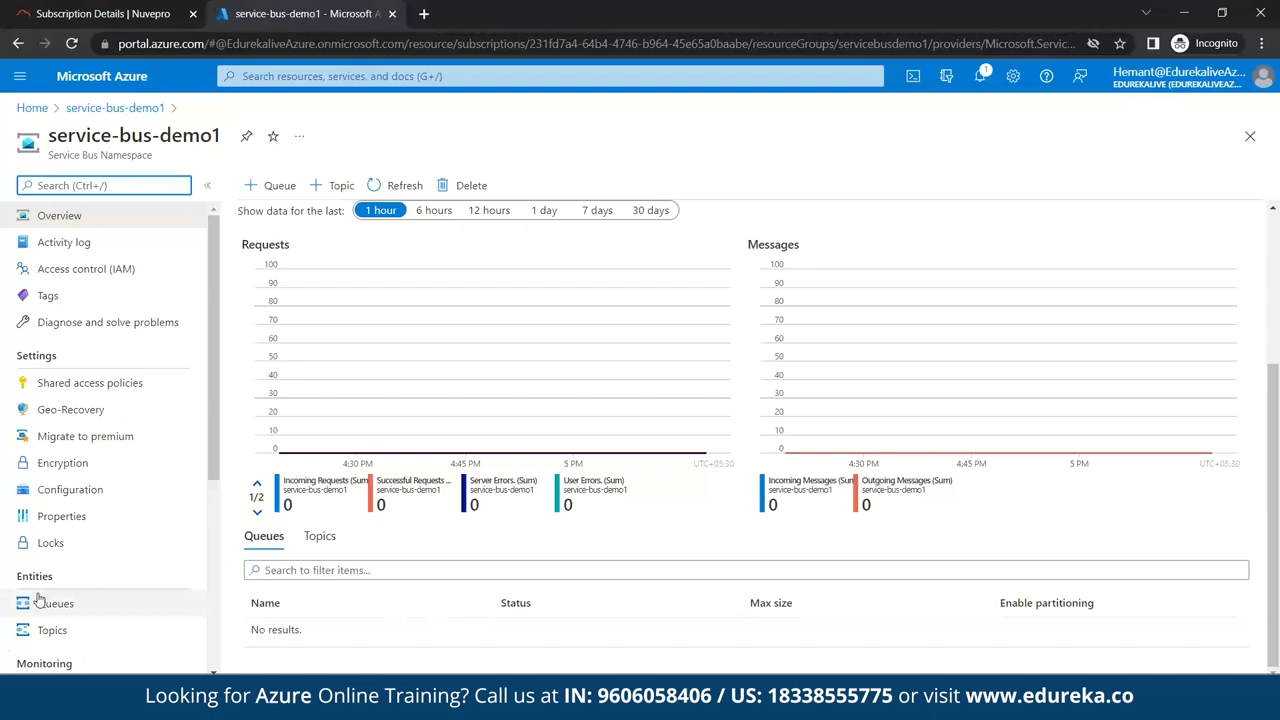 Subscription Details | Nuvepro
service-bus-demo1 - Microsoft A
Incognito
portal.azure.com/#@EdurekaliveAzure.onmicrosoft.com/resource/subscriptions/231fd7a4-64b4-4746-b964-45e65a0baabe/resourceGroups/servicebusdemo1/providers/Microsoft.Servic...
Microsoft Azure
Search resources, services, and docs (G+/)
1
Hemant@EdurekaliveAz...
EDUREKALIVE (EDUREKALIVEAZ...
Home > service-bus-demo1 >
service-bus-demo1
Service Bus Namespace
Search (Ctrl+/)
Overview
Activity log
Access control (IAM)
Tags
Diagnose and solve problems
Settings
Shared access policies
Geo-Recovery
Migrate to premium
Encryption
Configuration
Properties
Locks
Entities
Queues
Topics
Monitoring
+ Queue + Topic Refresh Delete
Show data for the last: 1 hour 6 hours 12 hours 1 day 7 days 30 days
Requests
100
90
80
70
60
50
40
30
20
10
0
4:30 PM 4:45 PM 5 PM UTC+05:30
1/2
Incoming Requests (Sum)
service-bus-demo1
0
Successful Requests ...
service-bus-demo1
0
Server Errors. (Sum)
service-bus-demo1
0
User Errors. (Sum)
service-bus-demo1
0
Messages
100
90
80
70
60
50
40
30
20
10
0
4:30 PM 4:45 PM 5 PM UTC+05:30
Incoming Messages (Sum)
service-bus-demo1
0
Outgoing Messages (Sum)
service-bus-demo1
0
Queues Topics
Search to filter items...
Name Status Max size Enable partitioning
No results.
Looking for Azure Online Training? Call us at IN: 9606058406 / US: 18338555775 or visit www.edureka.co